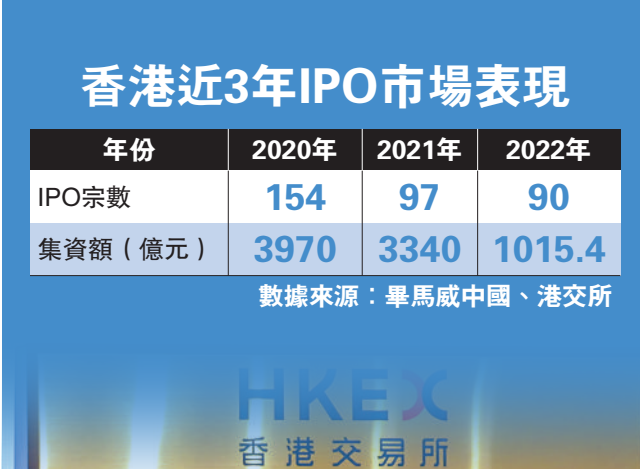 香港近3年IPO市場表現
年份 2020年 2021年 2022年
IPO宗數 154 97 90
集資額（億元） 3970 3340 1015.4
數據來源：畢馬威中國、港交所
HKEX
香港交易所